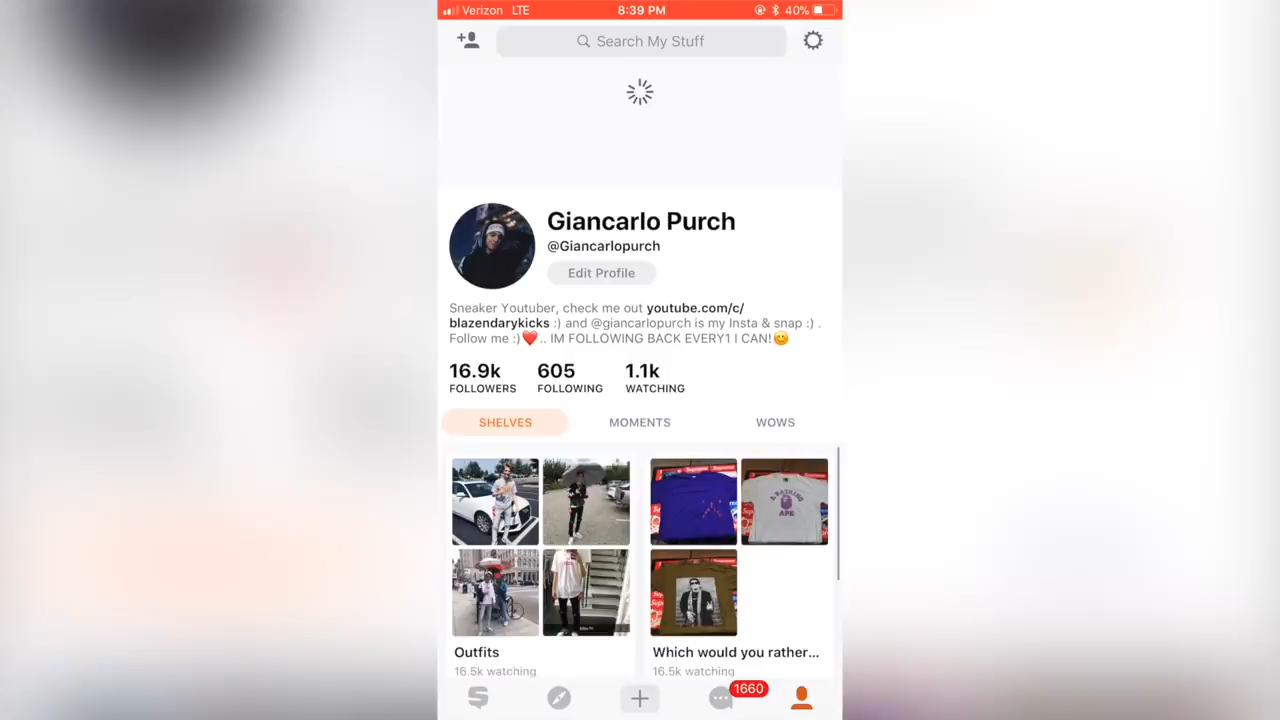 Verizon LTE 8:39 PM 40%
Search My Stuff
Giancarlo Purch
@Giancarlopurch
Edit Profile
Sneaker Youtuber, check me out youtube.com/c/
blazendarykicks :) and @giancarlopurch is my Insta & snap :) .
Follow me :)❤️.. IM FOLLOWING BACK EVERY1 I CAN!😊
16.9k 605 1.1k
FOLLOWERS FOLLOWING WATCHING
SHELVES MOMENTS WOWS
A BATHING
APE
Outfits Which would you rather...
16.5k watching 16.5k watching
1660